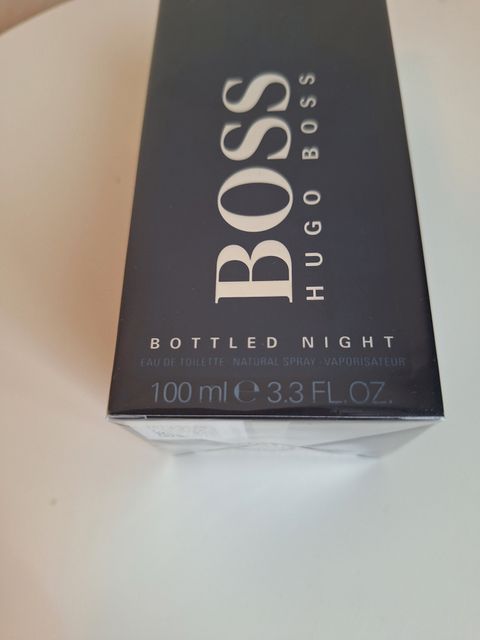 BOSS
HUGO BOSS
BOTTLED NIGHT
EAU DE TOILETTE · NATURAL SPRAY · VAPORISATEUR
100 ml ℮ 3.3 FL.OZ.